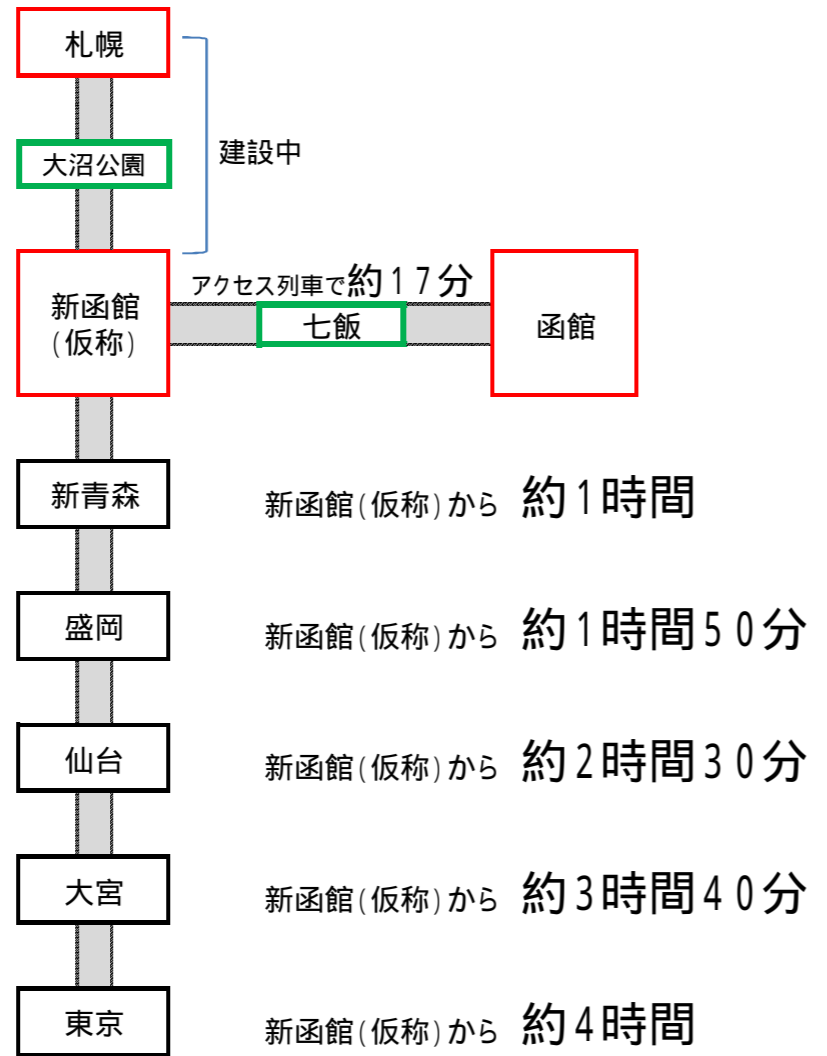 札幌
大沼公園
建設中
アクセス列車で約17分
新函館
(仮称)
七飯
函館
新青森
新函館(仮称)から 約1時間
盛岡
新函館(仮称)から 約1時間50分
仙台
新函館(仮称)から 約2時間30分
大宮
新函館(仮称)から 約3時間40分
東京
新函館(仮称)から 約4時間